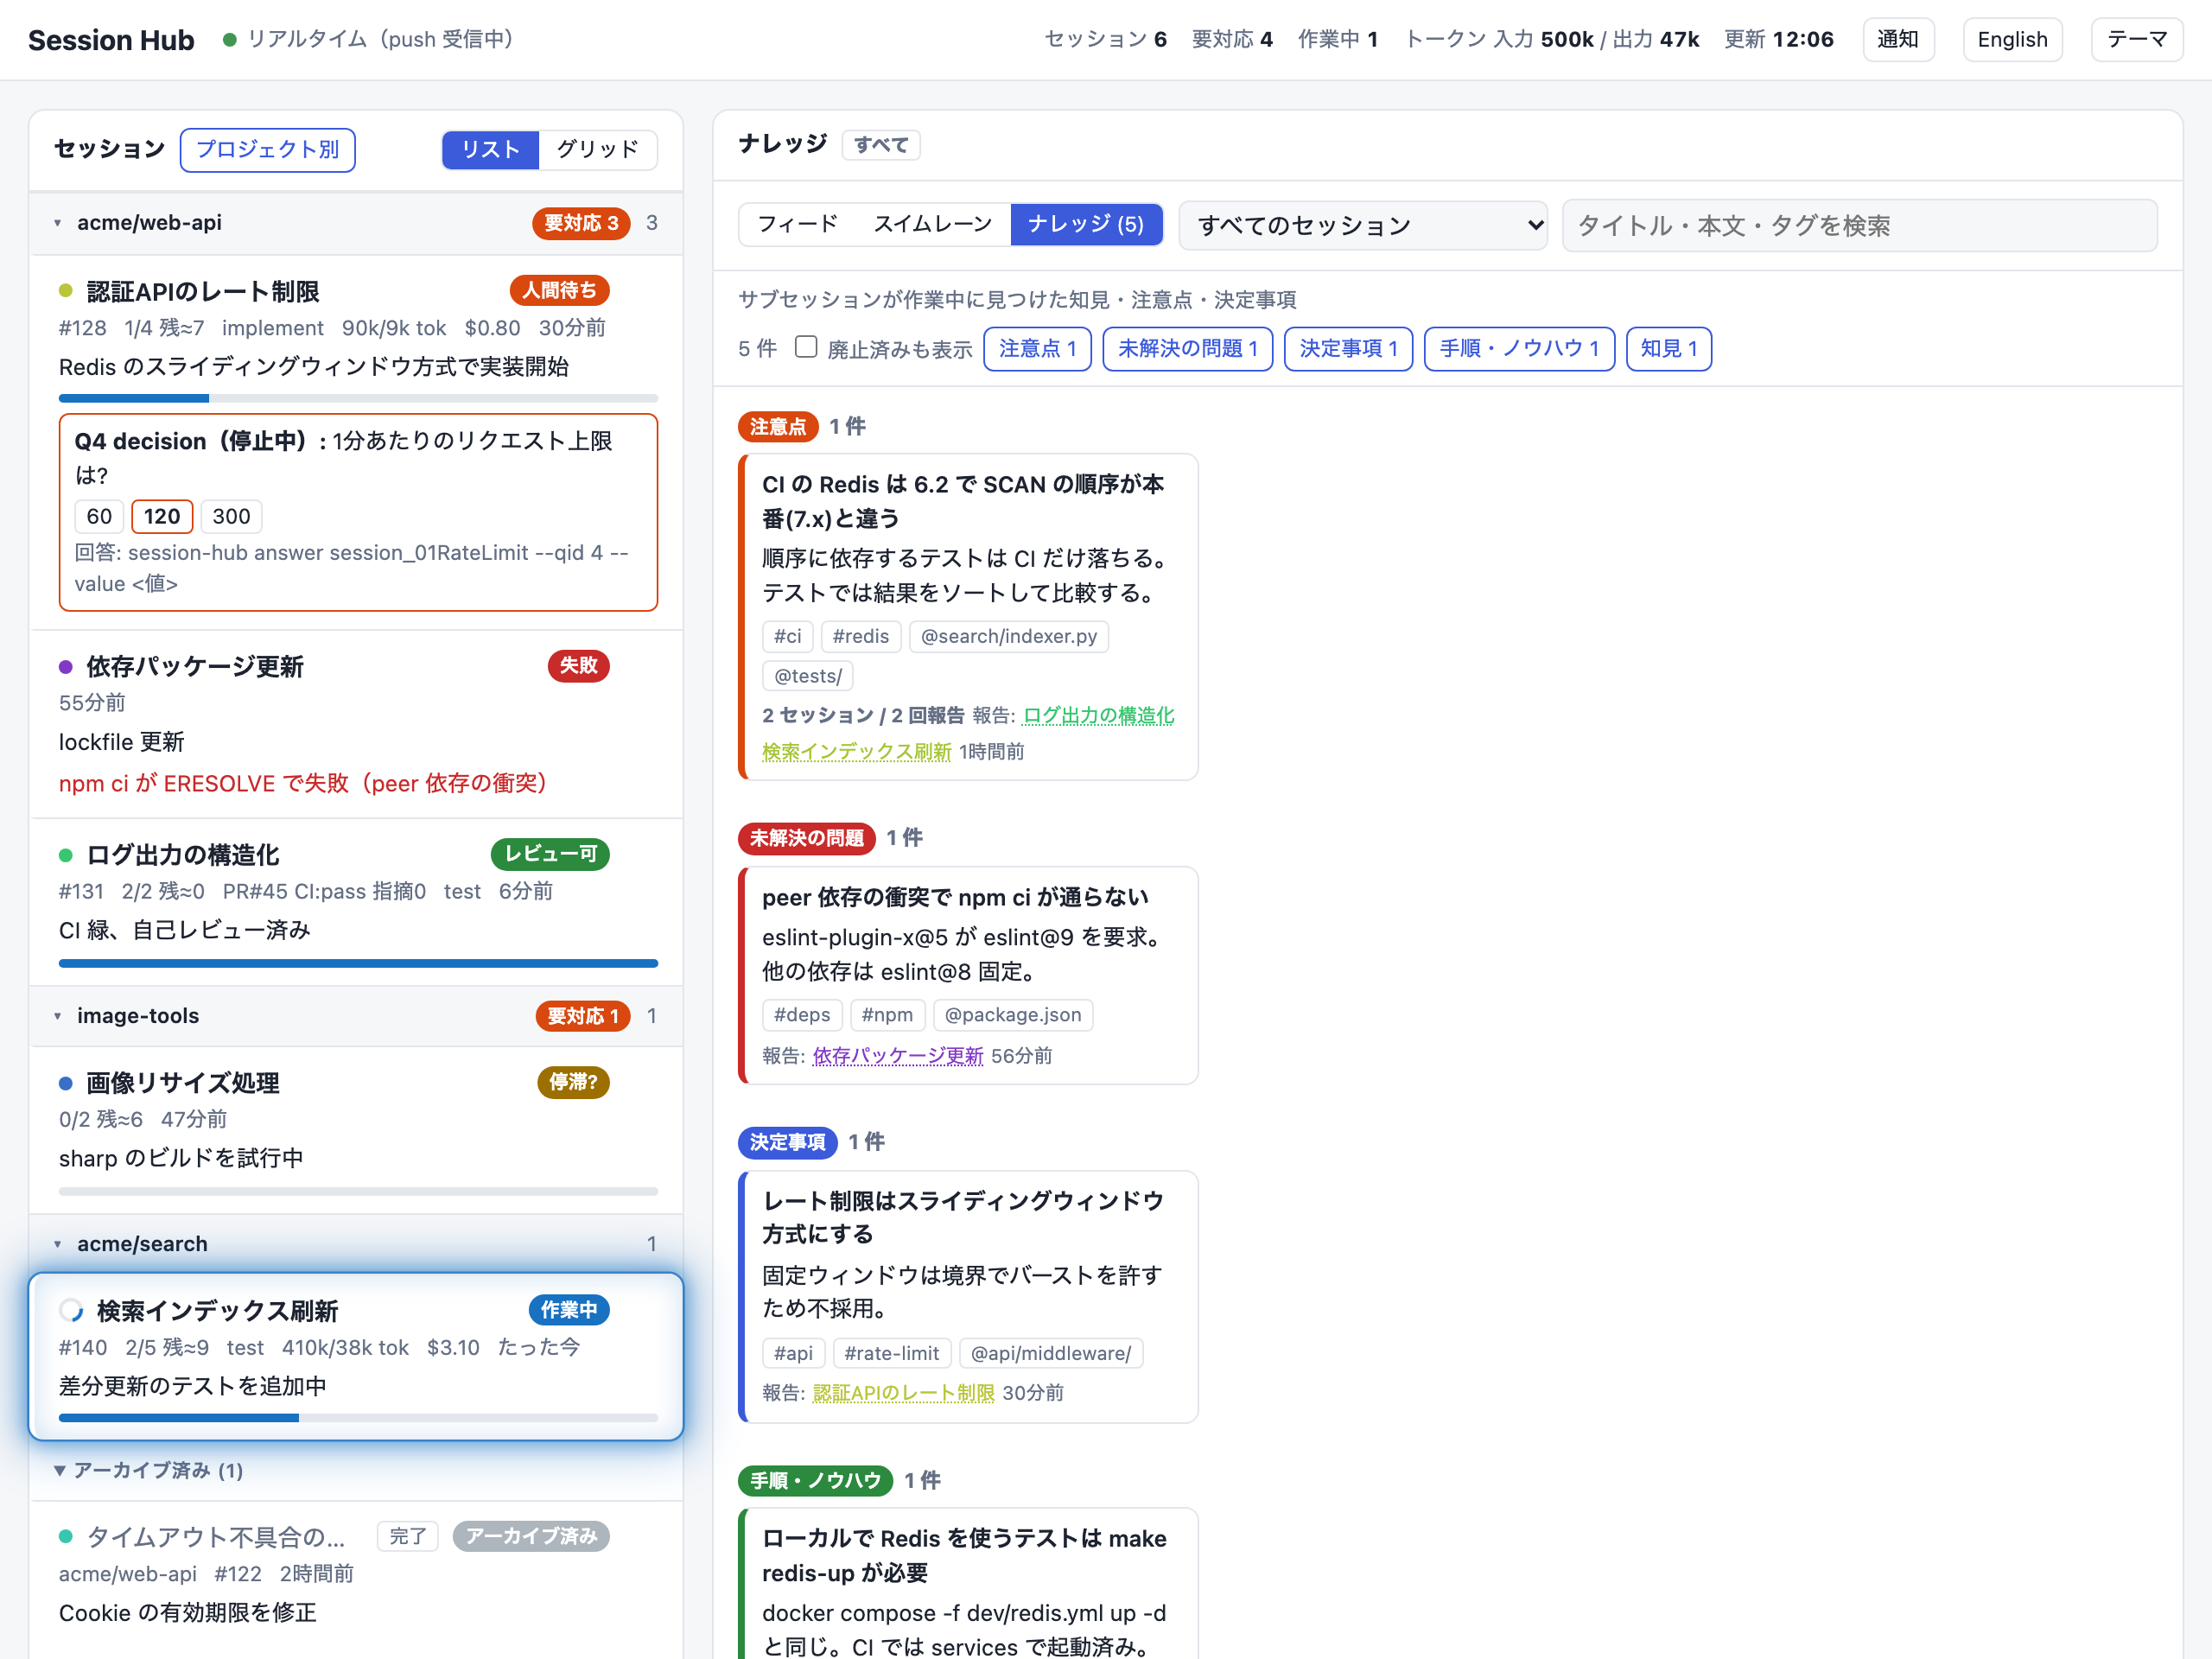 Session Hub
リアルタイム（push 受信中）
セッション 6 要対応 4 作業中 1 トークン 入力 500k / 出力 47k 更新 12:06
通知
English
テーマ
セッション
プロジェクト別
リスト
グリッド
▼ acme/web-api 要対応 3 3
認証APIのレート制限 人間待ち
#128 1/4 残≈7 implement 90k/9k tok $0.80 30分前
Redis のスライディングウィンドウ方式で実装開始
Q4 decision（停止中）: 1分あたりのリクエスト上限
は?
60 120 300
回答: session-hub answer session_01RateLimit --qid 4 --
value <値>
依存パッケージ更新 失敗
55分前
lockfile 更新
npm ci が ERESOLVE で失敗（peer 依存の衝突）
ログ出力の構造化 レビュー可
#131 2/2 残≈0 PR#45 CI:pass 指摘0 test 6分前
CI 緑、自己レビュー済み
▼ image-tools 要対応 1 1
画像リサイズ処理 停滞?
0/2 残≈6 47分前
sharp のビルドを試行中
▼ acme/search 1
検索インデックス刷新 作業中
#140 2/5 残≈9 test 410k/38k tok $3.10 たった今
差分更新のテストを追加中
▼ アーカイブ済み (1)
タイムアウト不具合の... 完了 アーカイブ済み
acme/web-api #122 2時間前
Cookie の有効期限を修正
ナレッジ すべて
フィード スイムレーン ナレッジ (5)
すべてのセッション
タイトル・本文・タグを検索
サブセッションが作業中に見つけた知見・注意点・決定事項
5 件 廃止済みも表示 注意点 1 未解決の問題 1 決定事項 1 手順・ノウハウ 1 知見 1
注意点 1 件
CI の Redis は 6.2 で SCAN の順序が本
番(7.x)と違う
順序に依存するテストは CI だけ落ちる。
テストでは結果をソートして比較する。
#ci #redis @search/indexer.py
@tests/
2 セッション / 2 回報告 報告: ログ出力の構造化
検索インデックス刷新 1時間前
未解決の問題 1 件
peer 依存の衝突で npm ci が通らない
eslint-plugin-x@5 が eslint@9 を要求。
他の依存は eslint@8 固定。
#deps #npm @package.json
報告: 依存パッケージ更新 56分前
決定事項 1 件
レート制限はスライディングウィンドウ
方式にする
固定ウィンドウは境界でバーストを許す
ため不採用。
#api #rate-limit @api/middleware/
報告: 認証APIのレート制限 30分前
手順・ノウハウ 1 件
ローカルで Redis を使うテストは make
redis-up が必要
docker compose -f dev/redis.yml up -d
と同じ。CI では services で起動済み。